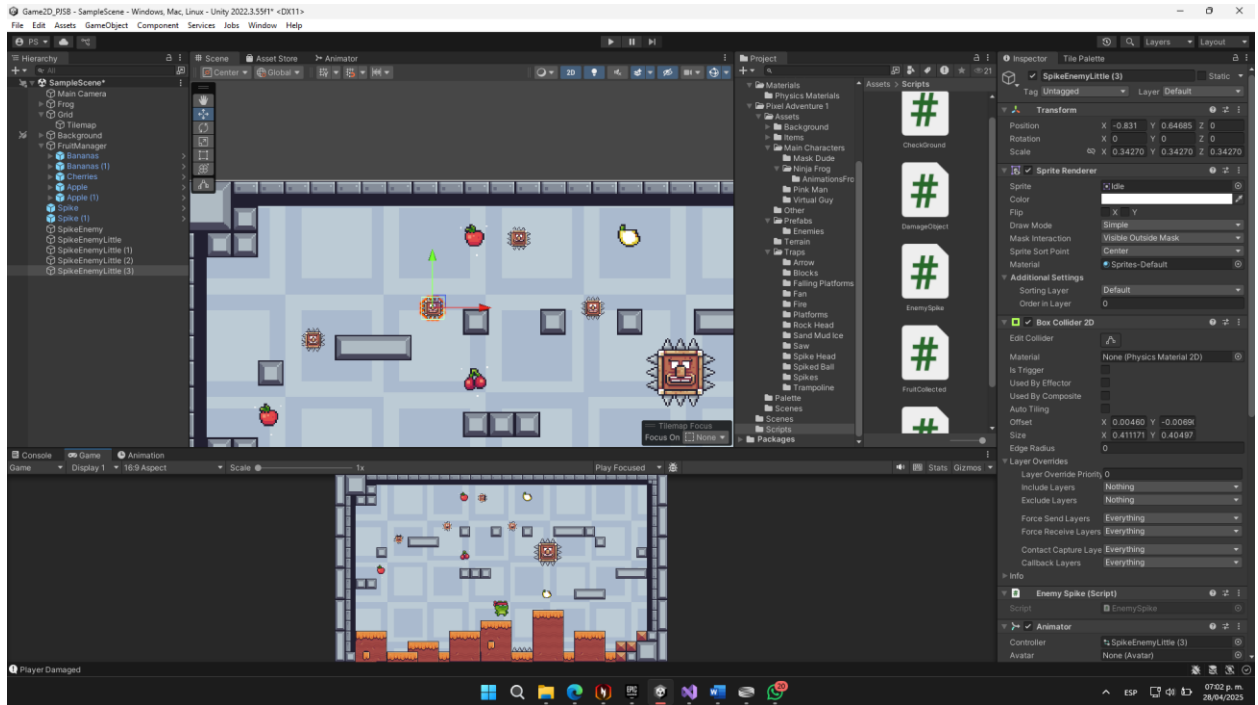 Game2D_PJSB - SampleScene - Windows, Mac, Linux - Unity 2022.3.55f1* <DX11>
File Edit Assets GameObject Component Services Jobs Window Help
PS
Layers Layout
Hierarchy
All
SampleScene*
Main Camera
Frog
Grid
Tilemap
Background
FruitManager
Bananas
Bananas (1)
Cherries
Apple
Apple (1)
Spike
Spike (1)
SpikeEnemy
SpikeEnemyLittle
SpikeEnemyLittle (1)
SpikeEnemyLittle (2)
SpikeEnemyLittle (3)
Scene Asset Store Animator
Center Global
2D
Tilemap Focus
Focus On None
Project
21
Materials
Physics Materials
Pixel Adventure 1
Assets
Background
Items
Main Characters
Mask Dude
Ninja Frog
AnimationsFro
Pink Man
Virtual Guy
Other
Prefabs
Enemies
Terrain
Traps
Arrow
Blocks
Falling Platforms
Fan
Fire
Platforms
Rock Head
Sand Mud Ice
Saw
Spike Head
Spiked Ball
Spikes
Trampoline
Palette
Scenes
Scenes
Scripts
Packages
Assets > Scripts
#
CheckGround
#
DamageObject
#
EnemySpike
#
FruitCollected
#
Inspector Tile Palette
SpikeEnemyLittle (3) Static
Tag Untagged Layer Default
Transform
Position X -0.831 Y 0.64685 Z 0
Rotation X 0 Y 0 Z 0
Scale X 0.34270 Y 0.34270 Z 0.34270
Sprite Renderer
Sprite Idle
Color
Flip X Y
Draw Mode Simple
Mask Interaction Visible Outside Mask
Sprite Sort Point Center
Material Sprites-Default
Additional Settings
Sorting Layer Default
Order in Layer 0
Box Collider 2D
Edit Collider
Material None (Physics Material 2D)
Is Trigger
Used By Effector
Used By Composite
Auto Tiling
Offset X 0.00460 Y -0.0069
Size X 0.411171 Y 0.40497
Edge Radius 0
Layer Overrides
Layer Override Priority 0
Include Layers Nothing
Exclude Layers Nothing
Force Send Layers Everything
Force Receive Layers Everything
Contact Capture Laye Everything
Callback Layers Everything
Info
Enemy Spike (Script)
Script EnemySpike
Animator
Controller SpikeEnemyLittle (3)
Avatar None (Avatar)
Console Game Animation
Game Display 1 16:9 Aspect Scale 1x Play Focused Stats Gizmos
Player Damaged
EPIC
20
ESP
07:02 p. m.
28/04/2025